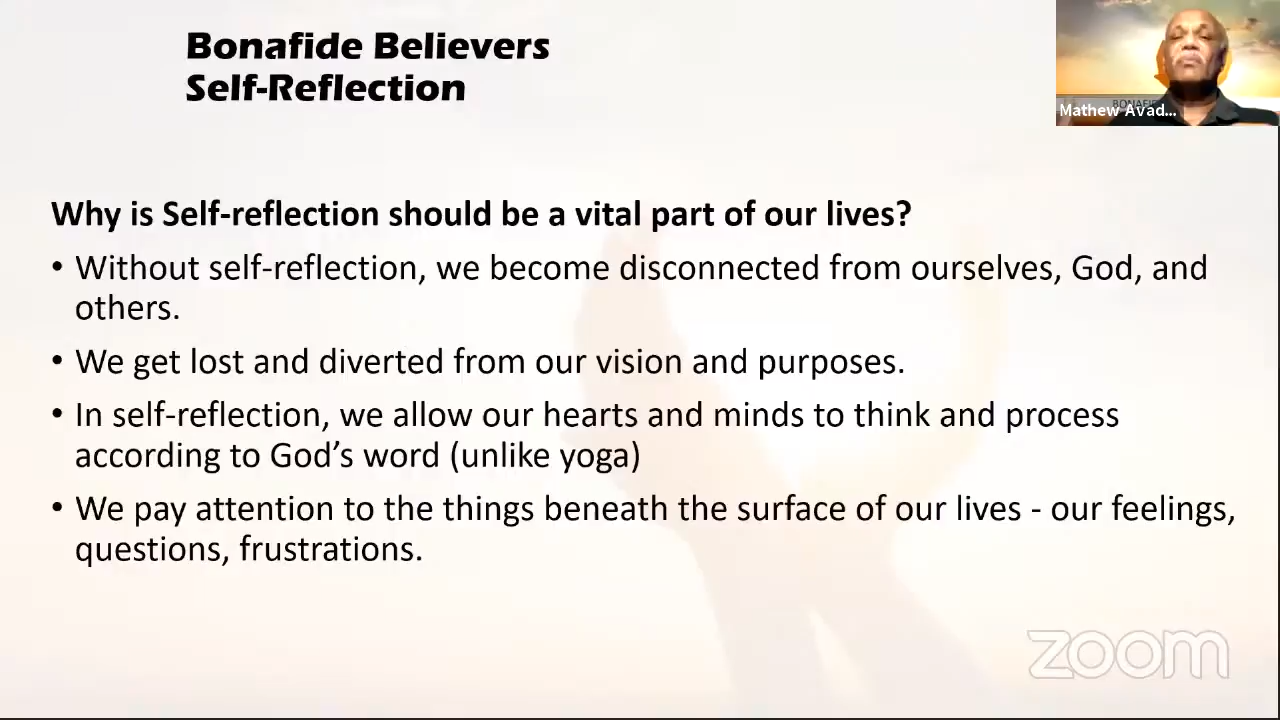 Bonafide Believers
Self-Reflection
Mathew Avad...
Why is Self-reflection should be a vital part of our lives?
• Without self-reflection, we become disconnected from ourselves, God, and
others.
• We get lost and diverted from our vision and purposes.
• In self-reflection, we allow our hearts and minds to think and process
according to God’s word (unlike yoga)
• We pay attention to the things beneath the surface of our lives - our feelings,
questions, frustrations.
zoom